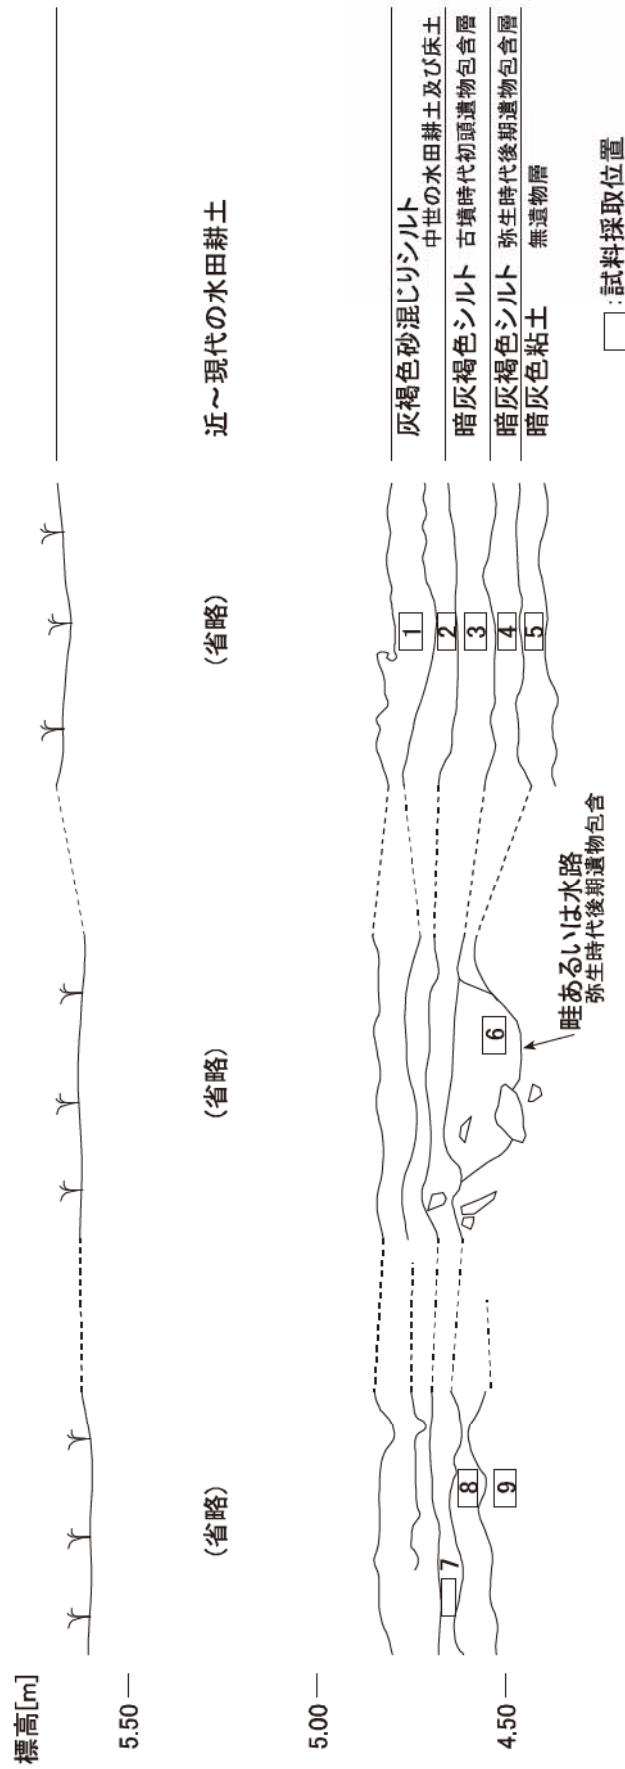 標高[m]
5.50
5.00
4.50
(省略)
(省略)
(省略)
7
8
9
6
畦あるいは水路
弥生時代後期遺物包含
1
2
3
4
5
近～現代の水田耕土
灰褐色砂混じりシルト
中世の水田耕土及び床土
暗灰褐色シルト 古墳時代初頭遺物包含層
暗灰褐色シルト 弥生時代後期遺物包含層
暗灰色粘土 無遺物層
:試料採取位置